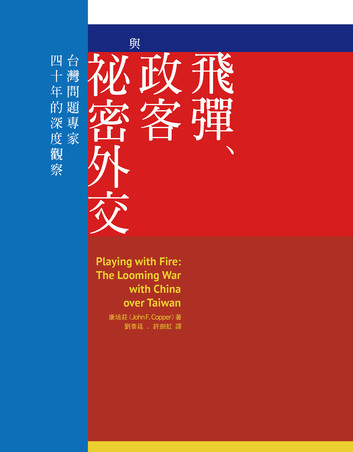 飛彈、
政客
與
祕密外交
台灣問題專家
四十年的深度觀察
Playing with Fire:
The Looming War
with China
over Taiwan
康培莊（John F. Copper）著
劉泰廷．許劍虹 譯